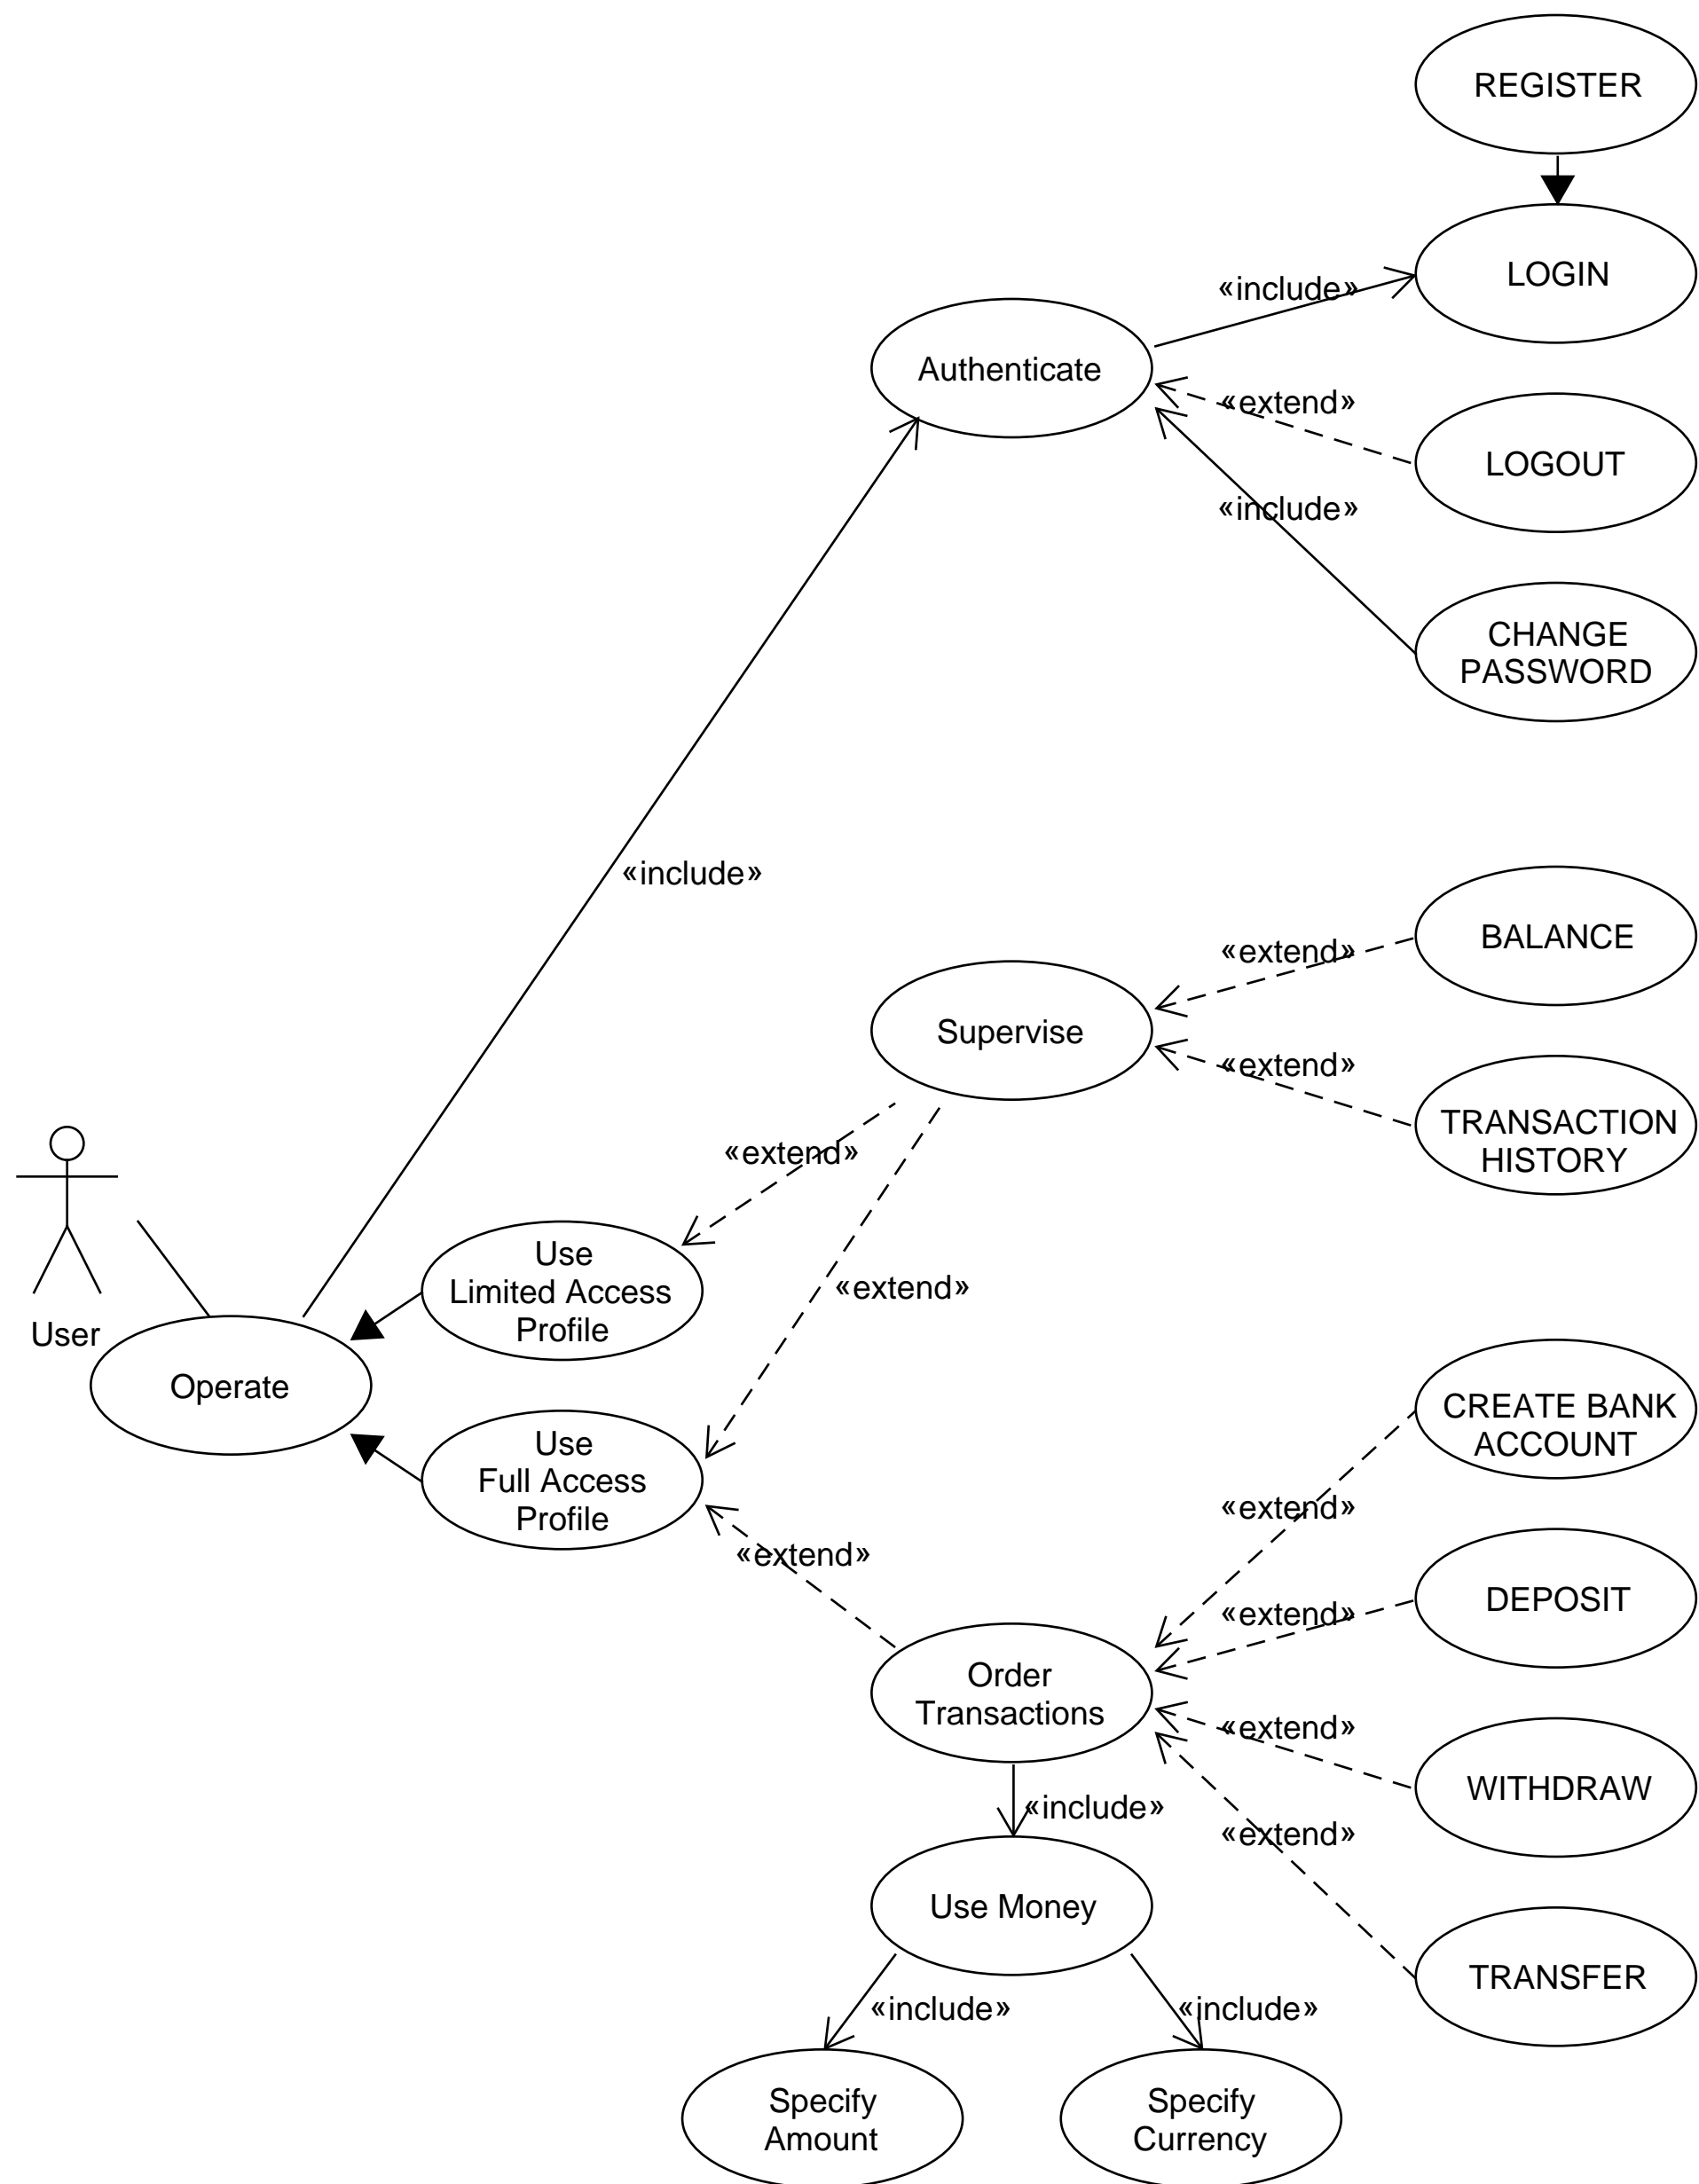 REGISTER
LOGIN
«include»
Authenticate
«extend»
LOGOUT
«include»
CHANGE
PASSWORD
«include»
BALANCE
«extend»
Supervise
«extend»
TRANSACTION
HISTORY
«extend»
Use
Limited Access
Profile
«extend»
User
Operate
CREATE BANK
ACCOUNT
Use
Full Access
Profile
«extend»
«extend»
DEPOSIT
«extend»
Order
Transactions
«extend»
WITHDRAW
«include»
«extend»
Use Money
TRANSFER
«include»
«include»
Specify
Amount
Specify
Currency